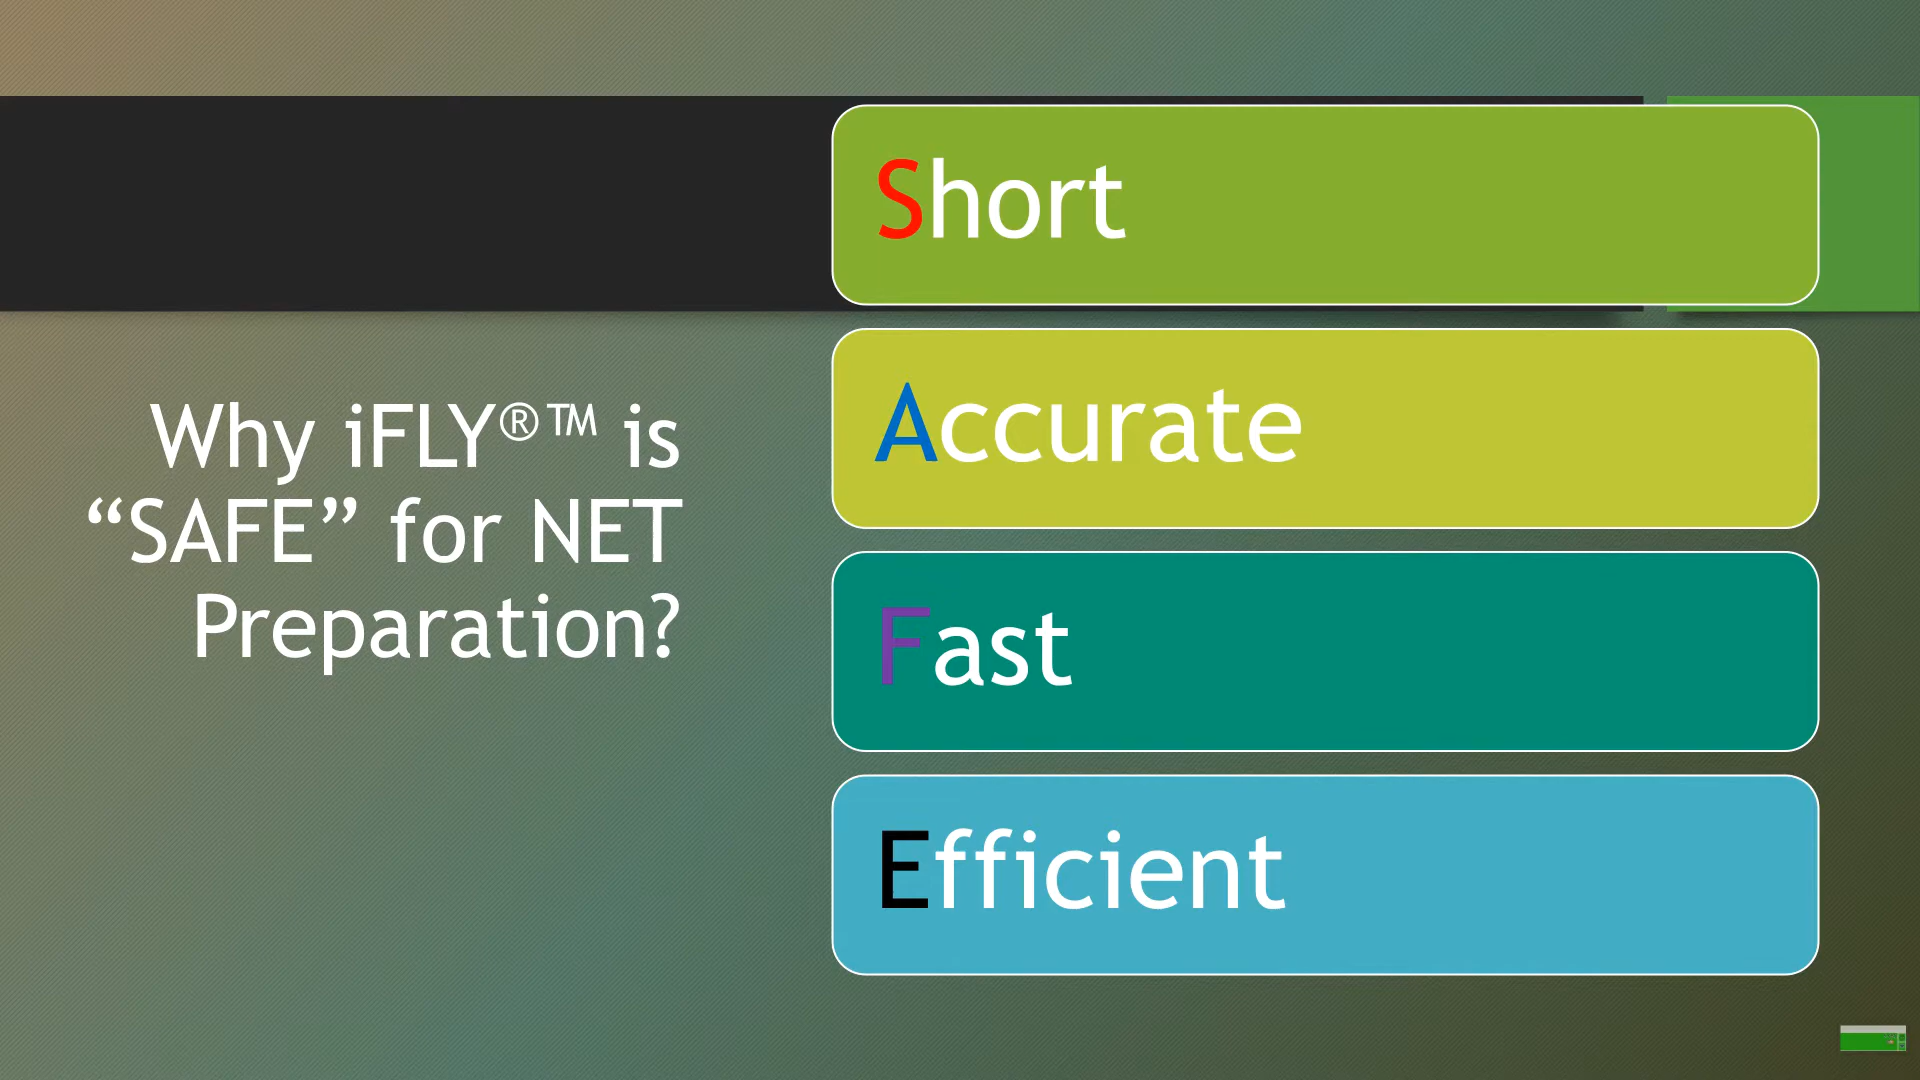 Why iFLY®™ is
“SAFE” for NET
Preparation?
Short
Accurate
Fast
Efficient